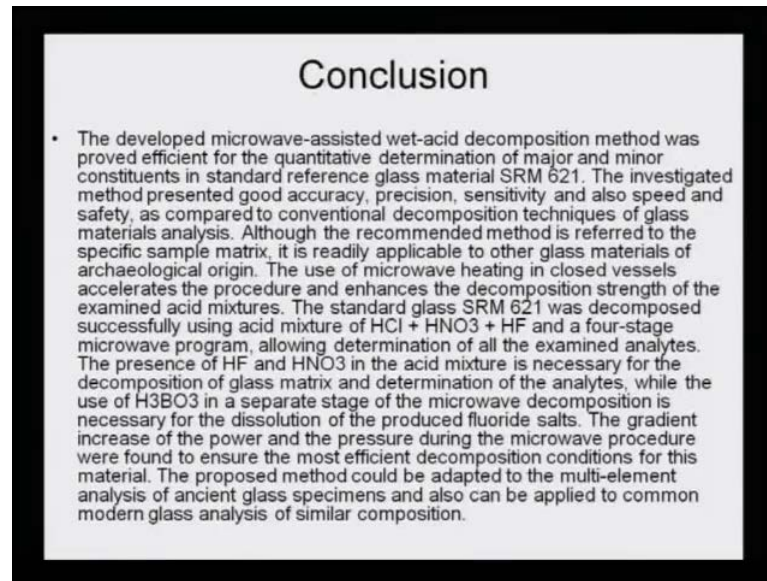 Conclusion
• The developed microwave-assisted wet-acid decomposition method was
proved efficient for the quantitative determination of major and minor
constituents in standard reference glass material SRM 621. The investigated
method presented good accuracy, precision, sensitivity and also speed and
safety, as compared to conventional decomposition techniques of glass
materials analysis. Although the recommended method is referred to the
specific sample matrix, it is readily applicable to other glass materials of
archaeological origin. The use of microwave heating in closed vessels
accelerates the procedure and enhances the decomposition strength of the
examined acid mixtures. The standard glass SRM 621 was decomposed
successfully using acid mixture of HCl + HNO3 + HF and a four-stage
microwave program, allowing determination of all the examined analytes.
The presence of HF and HNO3 in the acid mixture is necessary for the
decomposition of glass matrix and determination of the analytes, while the
use of H3BO3 in a separate stage of the microwave decomposition is
necessary for the dissolution of the produced fluoride salts. The gradient
increase of the power and the pressure during the microwave procedure
were found to ensure the most efficient decomposition conditions for this
material. The proposed method could be adapted to the multi-element
analysis of ancient glass specimens and also can be applied to common
modern glass analysis of similar composition.